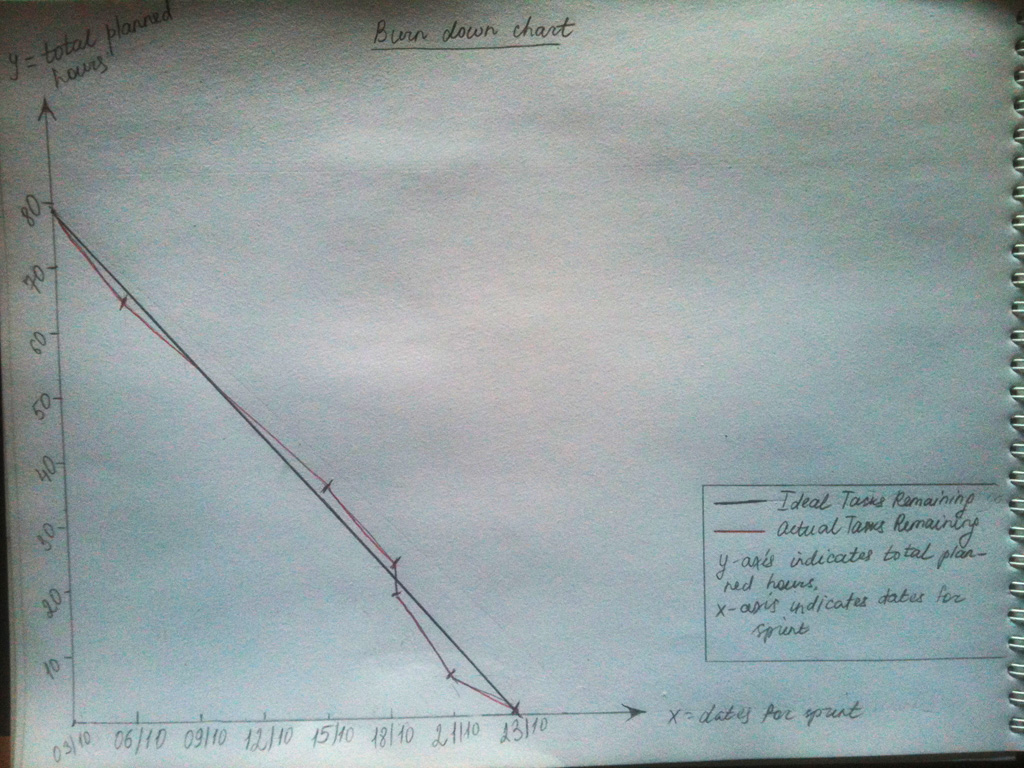 Burn down chart
y = total planned
hours
80
70
60
50
40
30
20
10
03/10 06/10 09/10 12/10 15/10 18/10 21/10 23/10
x = dates for sprint
Ideal Tasks Remaining
Actual Tasks Remaining
y-axis indicates total plan-
ned hours,
x-axis indicates dates for
sprint